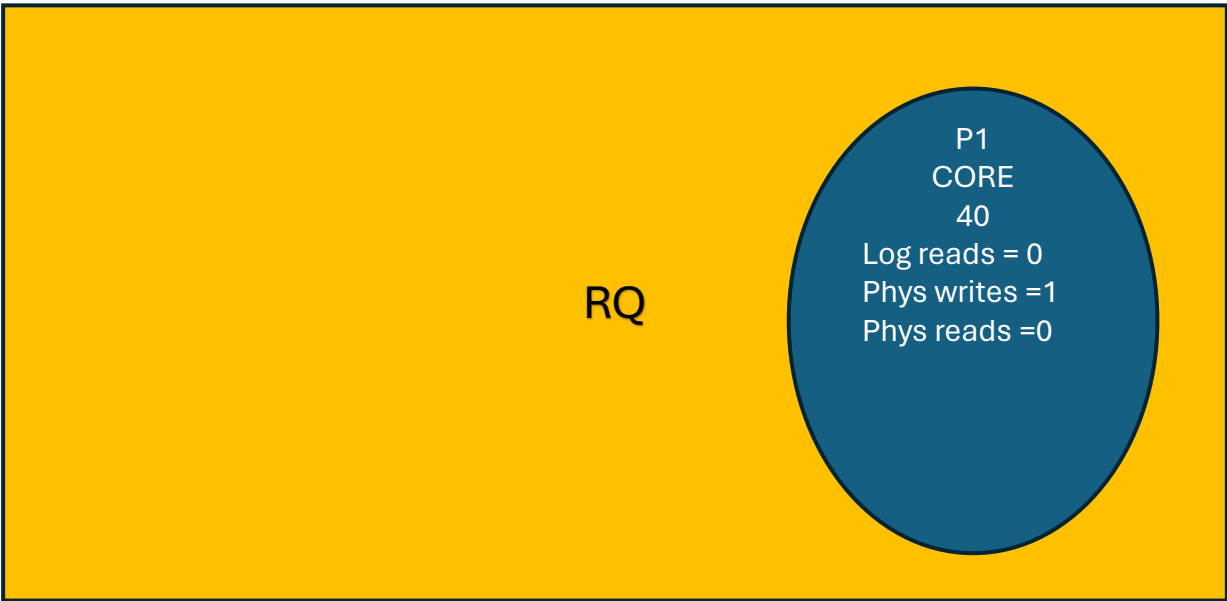 RQ
P1
CORE
40
Log reads = 0
Phys writes =1
Phys reads =0